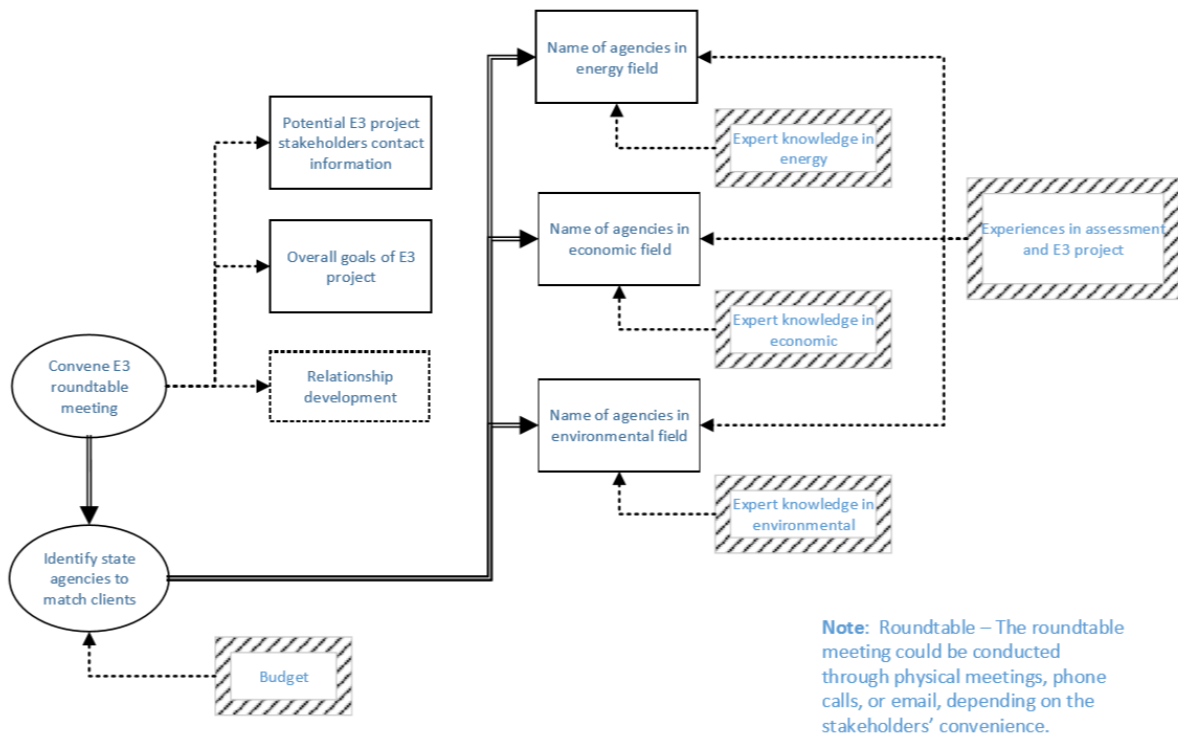 Name of agencies in
energy field
Potential E3 project
stakeholders contact
information
Expert knowledge in
energy
Name of agencies in
economic field
Experiences in assessment
and E3 project
Overall goals of E3
project
Expert knowledge in
economic
Convene E3
roundtable
meeting
Relationship
development
Name of agencies in
environmental field
Expert knowledge in
environmental
Identify state
agencies to
match clients
Budget
Note: Roundtable – The roundtable
meeting could be conducted
through physical meetings, phone
calls, or email, depending on the
stakeholders’ convenience.